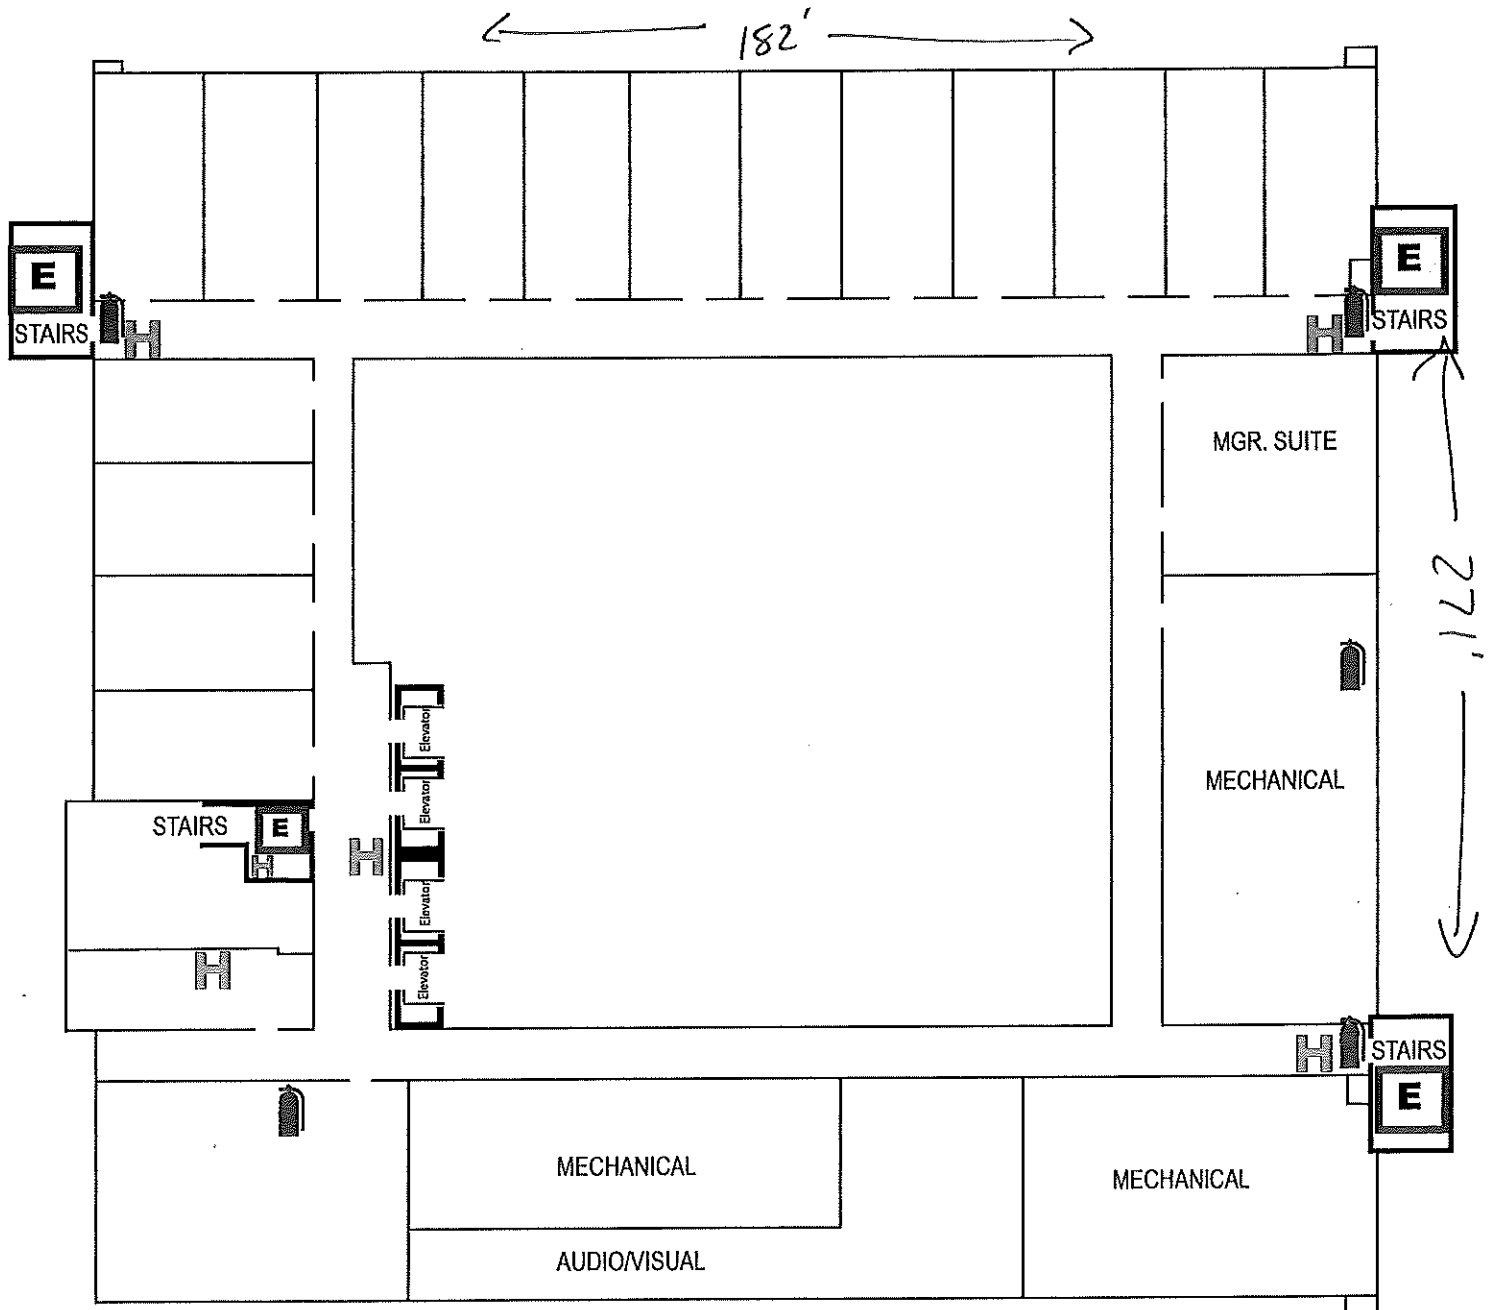 182'
E
E
STAIRS
H
H
STAIRS
MGR. SUITE
271'
Elevator
MECHANICAL
Elevator
STAIRS
E
H
H
Elevator
H
Elevator
H
STAIRS
E
MECHANICAL
MECHANICAL
AUDIO/VISUAL